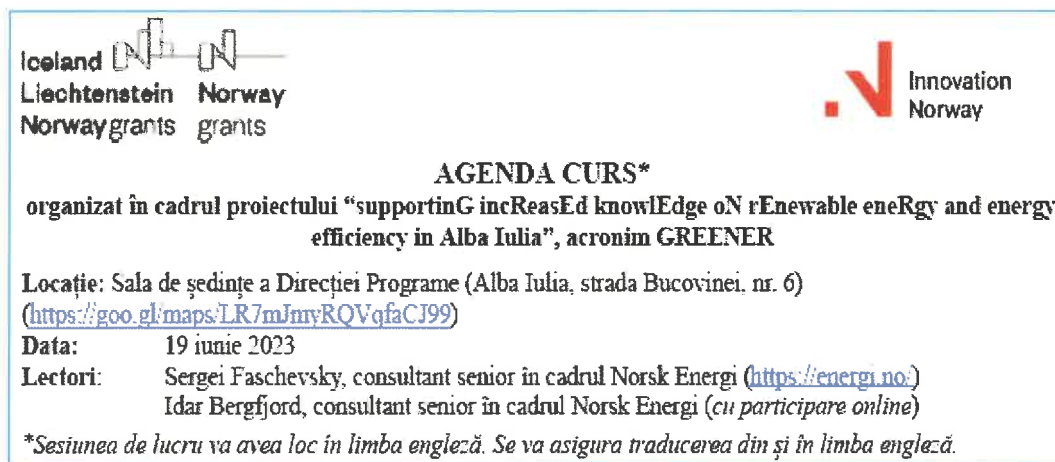 Iceland
Liechtenstein Norway
Norway grants grants
Innovation
Norway
AGENDA CURS*
organizat în cadrul proiectului “supportinG incReasEd knowlEdge oN rEnewable eneRgy and energy
efficiency in Alba Iulia”, acronim GREENER
Locație: Sala de ședințe a Direcției Programe (Alba Iulia, strada Bucovinei, nr. 6)
(https://goo.gl/maps/LR7mJmyRQVqfaCJ99)
Data: 19 iunie 2023
Lectori: Sergei Faschevsky, consultant senior în cadrul Norsk Energi (https://energi.no/)
Idar Bergfjord, consultant senior în cadrul Norsk Energi (cu participare online)
*Sesiunea de lucru va avea loc în limba engleză. Se va asigura traducerea din și în limba engleză.